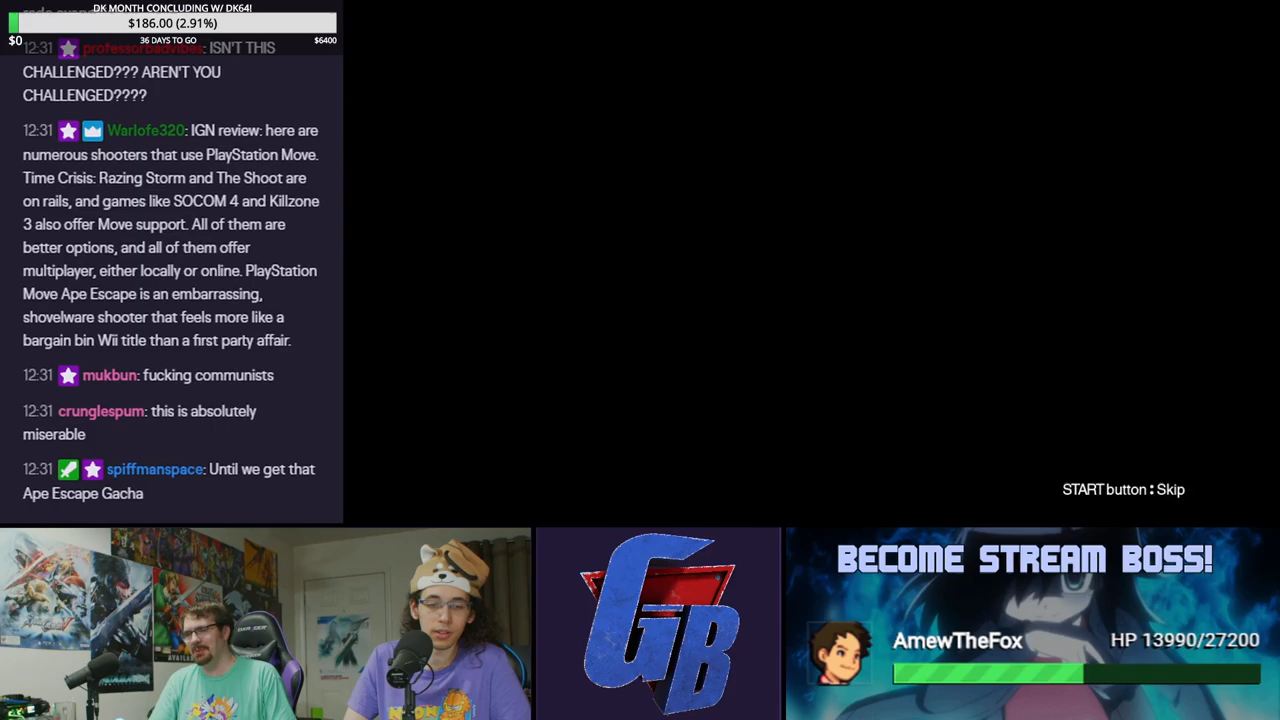 DK MONTH CONCLUDING W/ DK64!
$186.00 (2.91%)
$0
36 DAYS TO GO
$6400
12:31 professorbadvibes: ISN'T THIS
CHALLENGED??? AREN'T YOU
CHALLENGED????
12:31 Warlofe320: IGN review: here are
numerous shooters that use PlayStation Move.
Time Crisis: Razing Storm and The Shoot are
on rails, and games like SOCOM 4 and Killzone
3 also offer Move support. All of them are
better options, and all of them offer
multiplayer, either locally or online. PlayStation
Move Ape Escape is an embarrassing,
shovelware shooter that feels more like a
bargain bin Wii title than a first party affair.
12:31 mukbun: fucking communists
12:31 crunglespum: this is absolutely
miserable
12:31 spiffmanspace: Until we get that
Ape Escape Gacha
START button : Skip
GB
BECOME STREAM BOSS!
AmewTheFox
HP 13990/27200